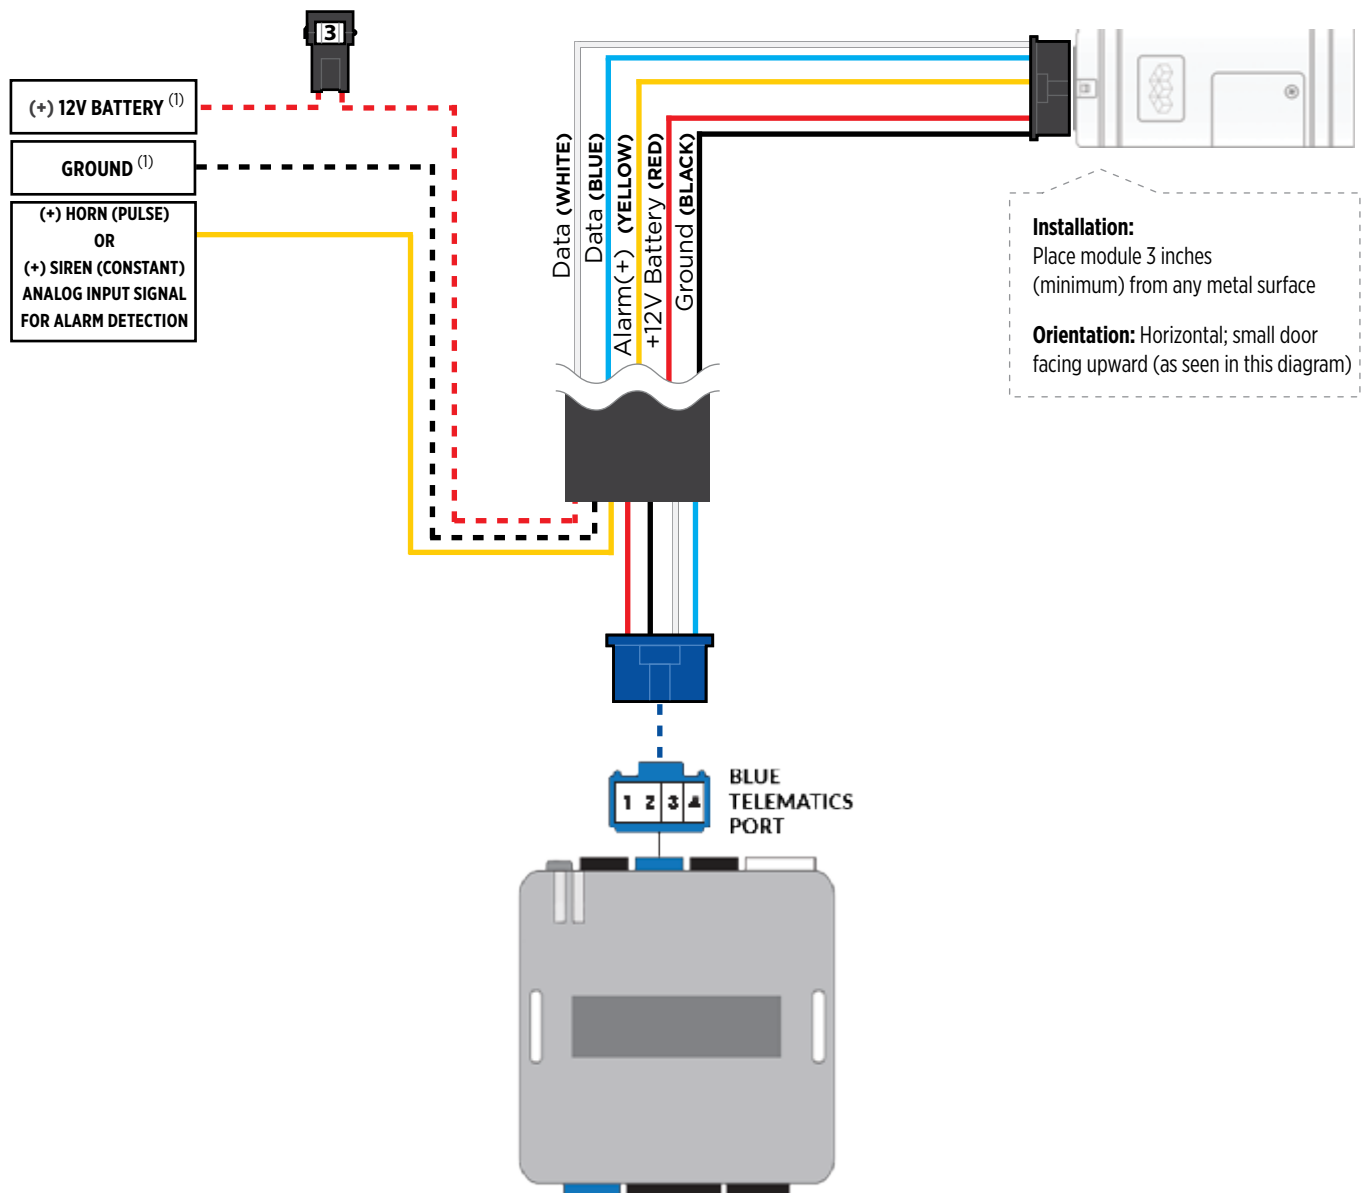 3
(+) 12V BATTERY (1)
GROUND (1)
(+) HORN (PULSE)
OR
(+) SIREN (CONSTANT)
ANALOG INPUT SIGNAL
FOR ALARM DETECTION
Data (WHITE)
Data (BLUE)
Alarm(+) (YELLOW)
+12V Battery (RED)
Ground (BLACK)
Installation:
Place module 3 inches
(minimum) from any metal surface
Orientation: Horizontal; small door
facing upward (as seen in this diagram)
1 2 3 4
BLUE
TELEMATICS
PORT